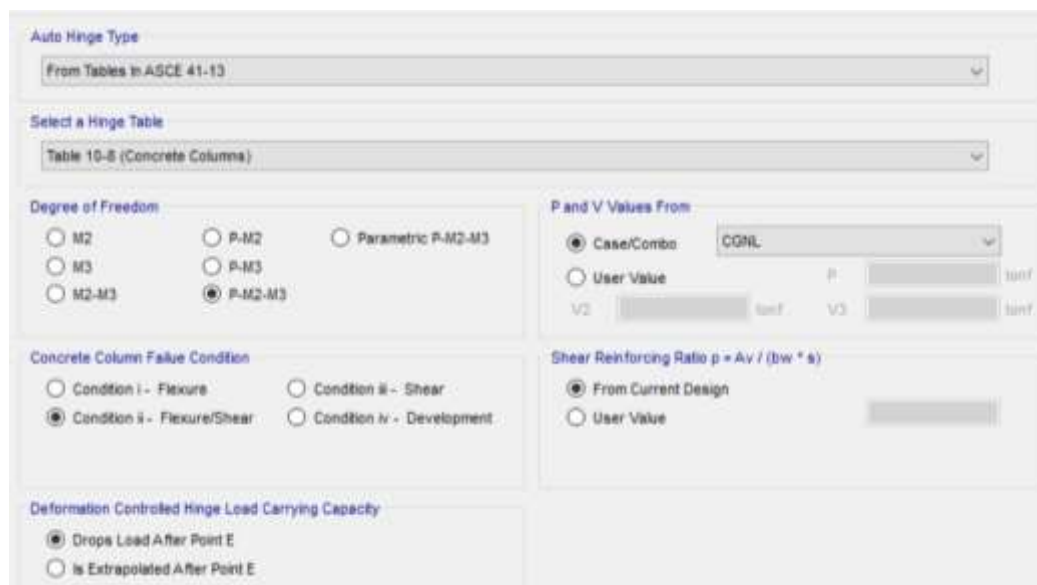 Auto Hinge Type
From Tables In ASCE 41-13
Select a Hinge Table
Table 10-8 (Concrete Columns)
Degree of Freedom
M2
P-M2
Parametric P-M2-M3
M3
P-M3
M2-M3
P-M2-M3
P and V Values From
Case/Combo
CGNL
User Value
P
tonf
V2
tonf
V3
tonf
Concrete Column Failue Condition
Condition i - Flexure
Condition iii - Shear
Condition ii - Flexure/Shear
Condition iv - Development
Shear Reinforcing Ratio p = Av / (bw * s)
From Current Design
User Value
Deformation Controlled Hinge Load Carrying Capacity
Drops Load After Point E
Is Extrapolated After Point E